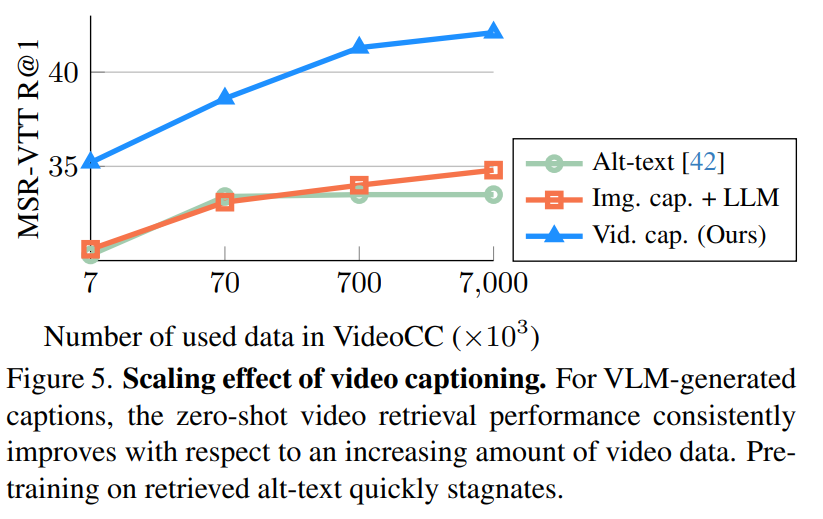 MSR-VTT R@1
40
35
7
70
700
7,000
Number of used data in VideoCC (×10³)
Alt-text [42]
Img. cap. + LLM
Vid. cap. (Ours)
Figure 5. Scaling effect of video captioning. For VLM-generated
captions, the zero-shot video retrieval performance consistently
improves with respect to an increasing amount of video data. Pre-
training on retrieved alt-text quickly stagnates.